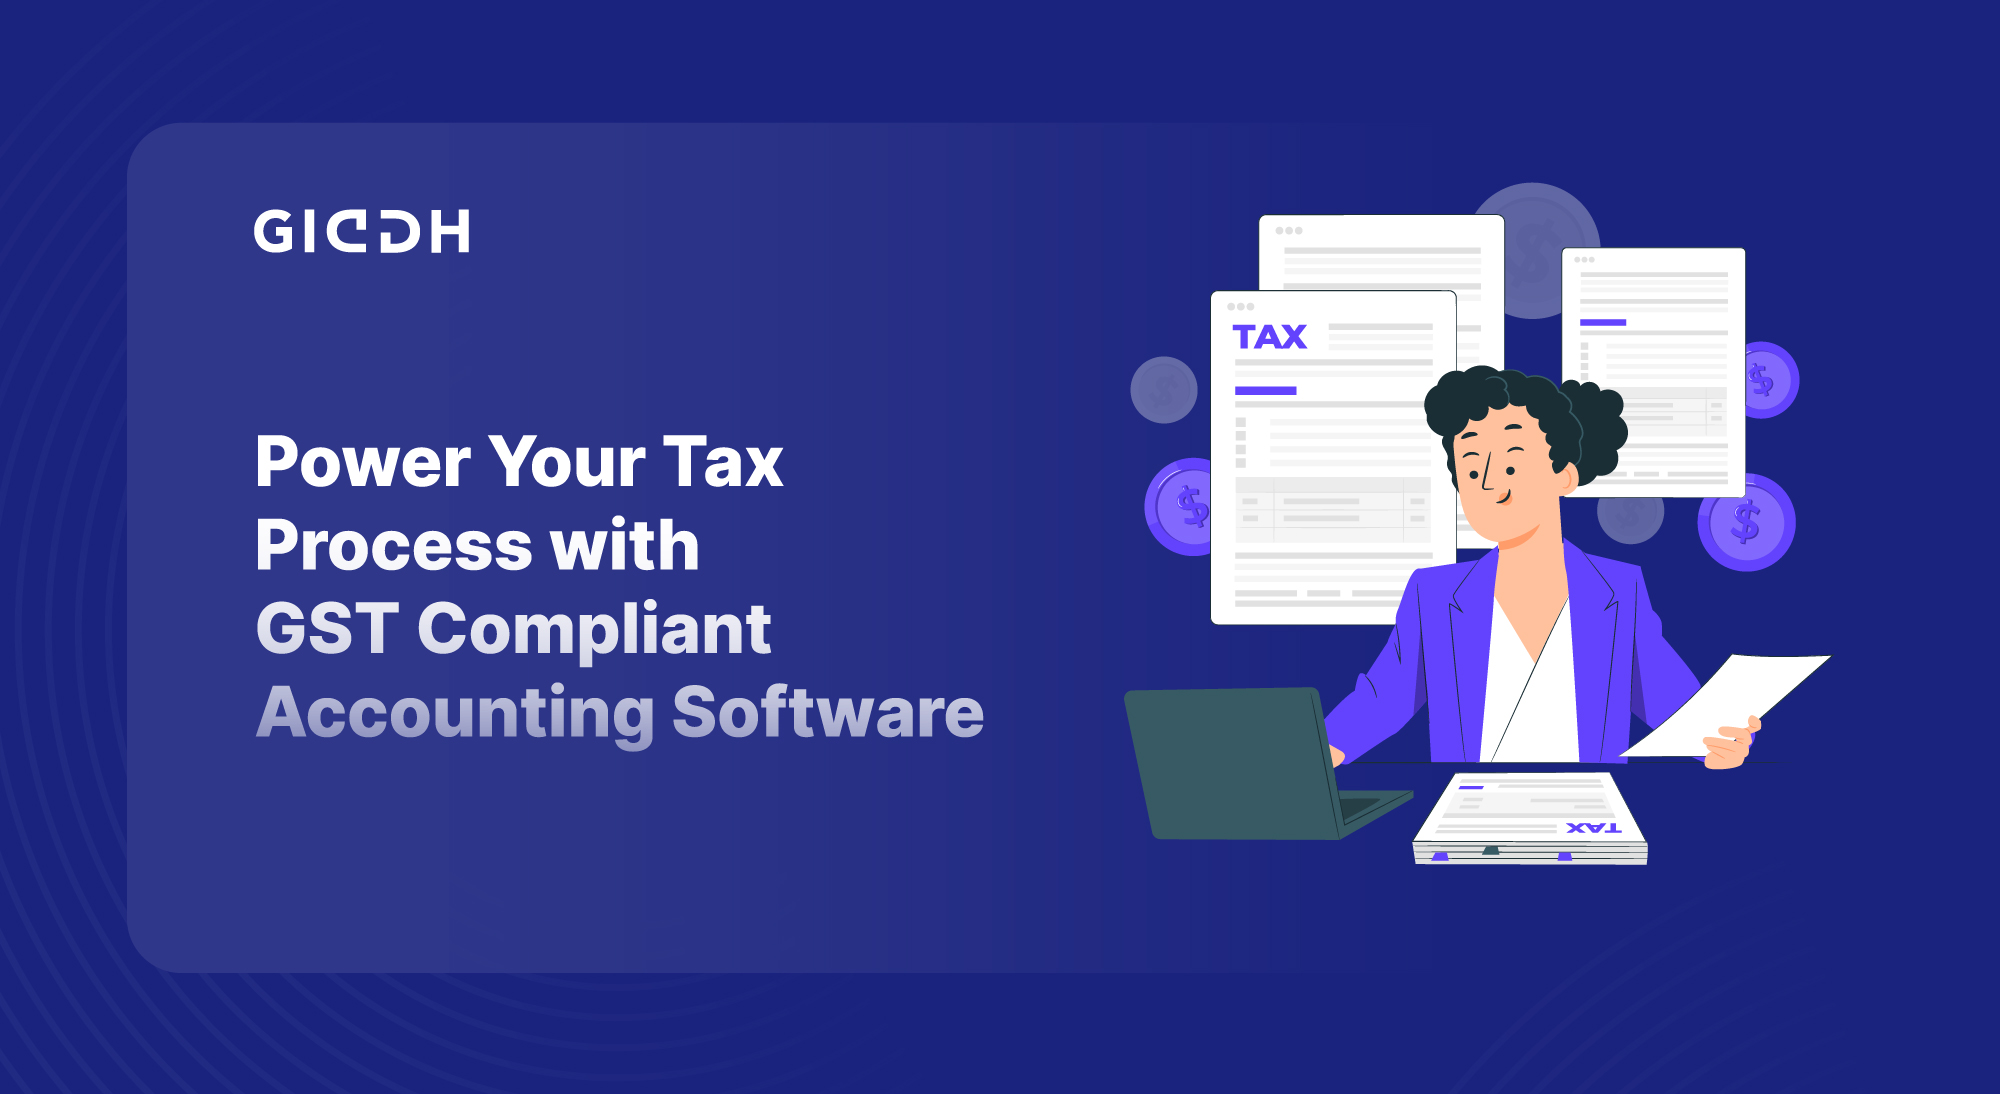 GIDDH
Power Your Tax
Process with
GST Compliant
Accounting Software
TAX
TAX